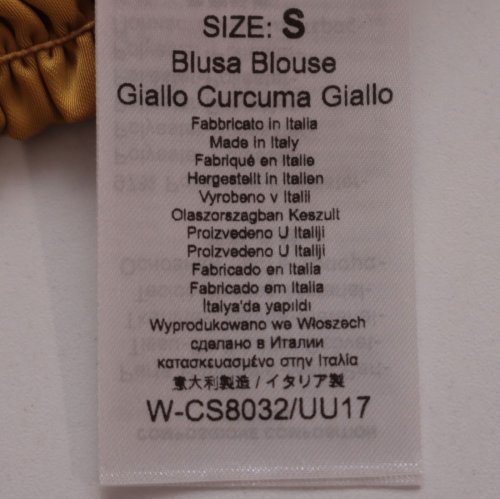 SIZE: S
Blusa Blouse
Giallo Curcuma Giallo
Fabbricato in Italia
Made in Italy
Fabriqué en Italie
Hergestellt in Italien
Vyrobeno v Italii
Olaszorszagban Keszult
Proizvedeno U Italiji
Proizvedeno U Italiji
Fabricado en Italia
Fabricado em Italia
İtalya'da yapıldı
Wyprodukowano we Włoszech
сделано в Италии
κατασκευασμένο στην Ιταλία
意大利製造 / イタリア製
W-CS8032/UU17